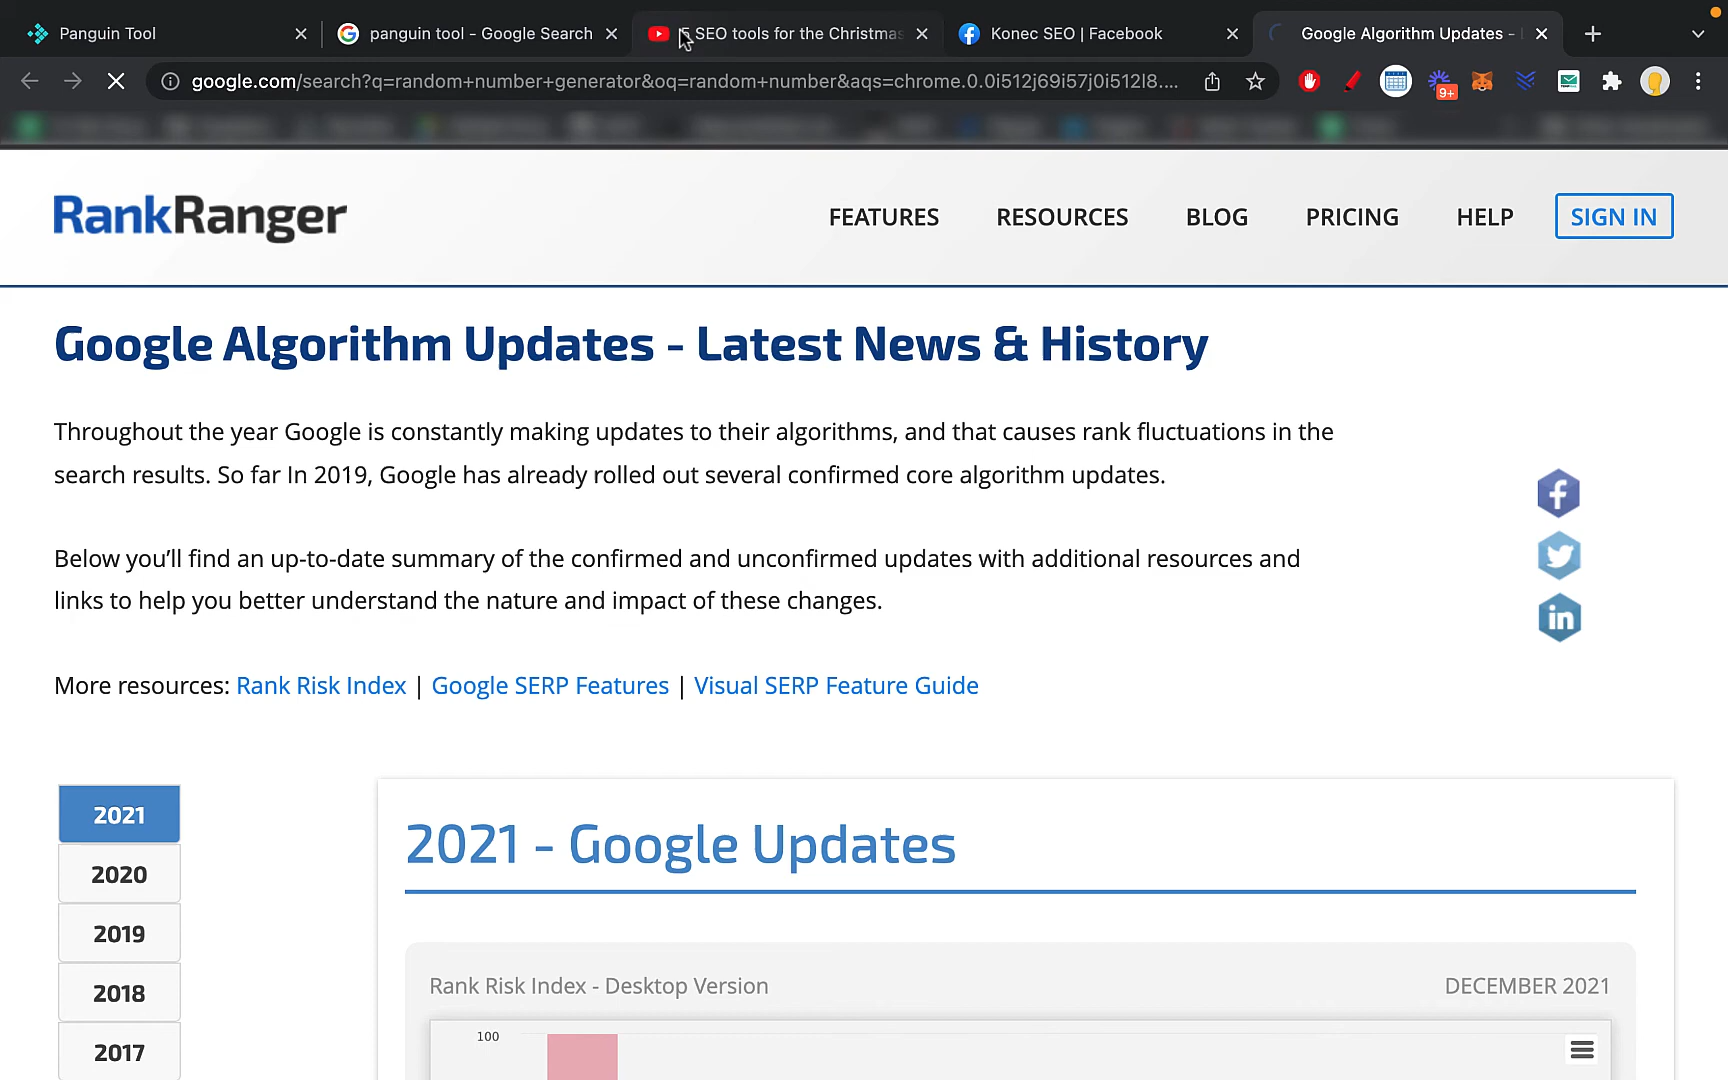 Panguin Tool
panguin tool - Google Search
SEO tools for the Christmas
Konec SEO | Facebook
Google Algorithm Updates -
google.com/search?q=random+number+generator&oq=random+number&aqs=chrome.0.0i512j69i57j0i512l8....
9+
RankRanger
FEATURES
RESOURCES
BLOG
PRICING
HELP
SIGN IN
Google Algorithm Updates - Latest News & History
Throughout the year Google is constantly making updates to their algorithms, and that causes rank fluctuations in the
search results. So far In 2019, Google has already rolled out several confirmed core algorithm updates.
Below you’ll find an up-to-date summary of the confirmed and unconfirmed updates with additional resources and
links to help you better understand the nature and impact of these changes.
More resources: Rank Risk Index | Google SERP Features | Visual SERP Feature Guide
2021
2020
2019
2018
2017
2021 - Google Updates
Rank Risk Index - Desktop Version
DECEMBER 2021
100